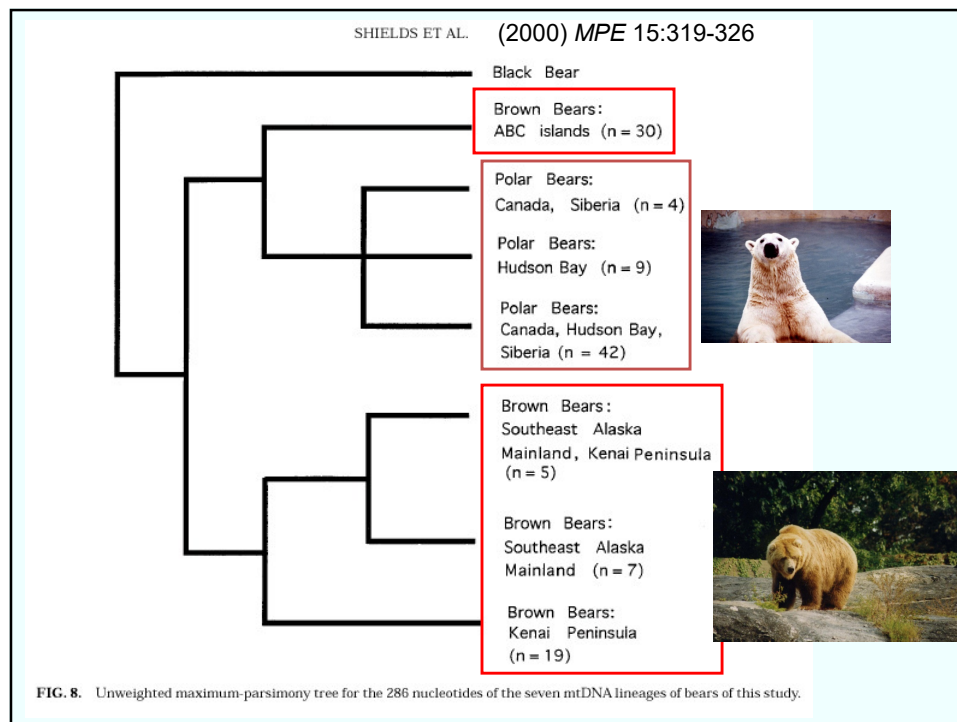 SHIELDS ET AL. (2000) MPE 15:319-326
Black Bear
Brown Bears:
ABC islands (n = 30)
Polar Bears:
Canada, Siberia (n = 4)
Polar Bears:
Hudson Bay (n = 9)
Polar Bears:
Canada, Hudson Bay,
Siberia (n = 42)
Brown Bears:
Southeast Alaska
Mainland, Kenai Peninsula
(n = 5)
Brown Bears:
Southeast Alaska
Mainland (n = 7)
Brown Bears:
Kenai Peninsula
(n = 19)
FIG. 8. Unweighted maximum-parsimony tree for the 286 nucleotides of the seven mtDNA lineages of bears of this study.